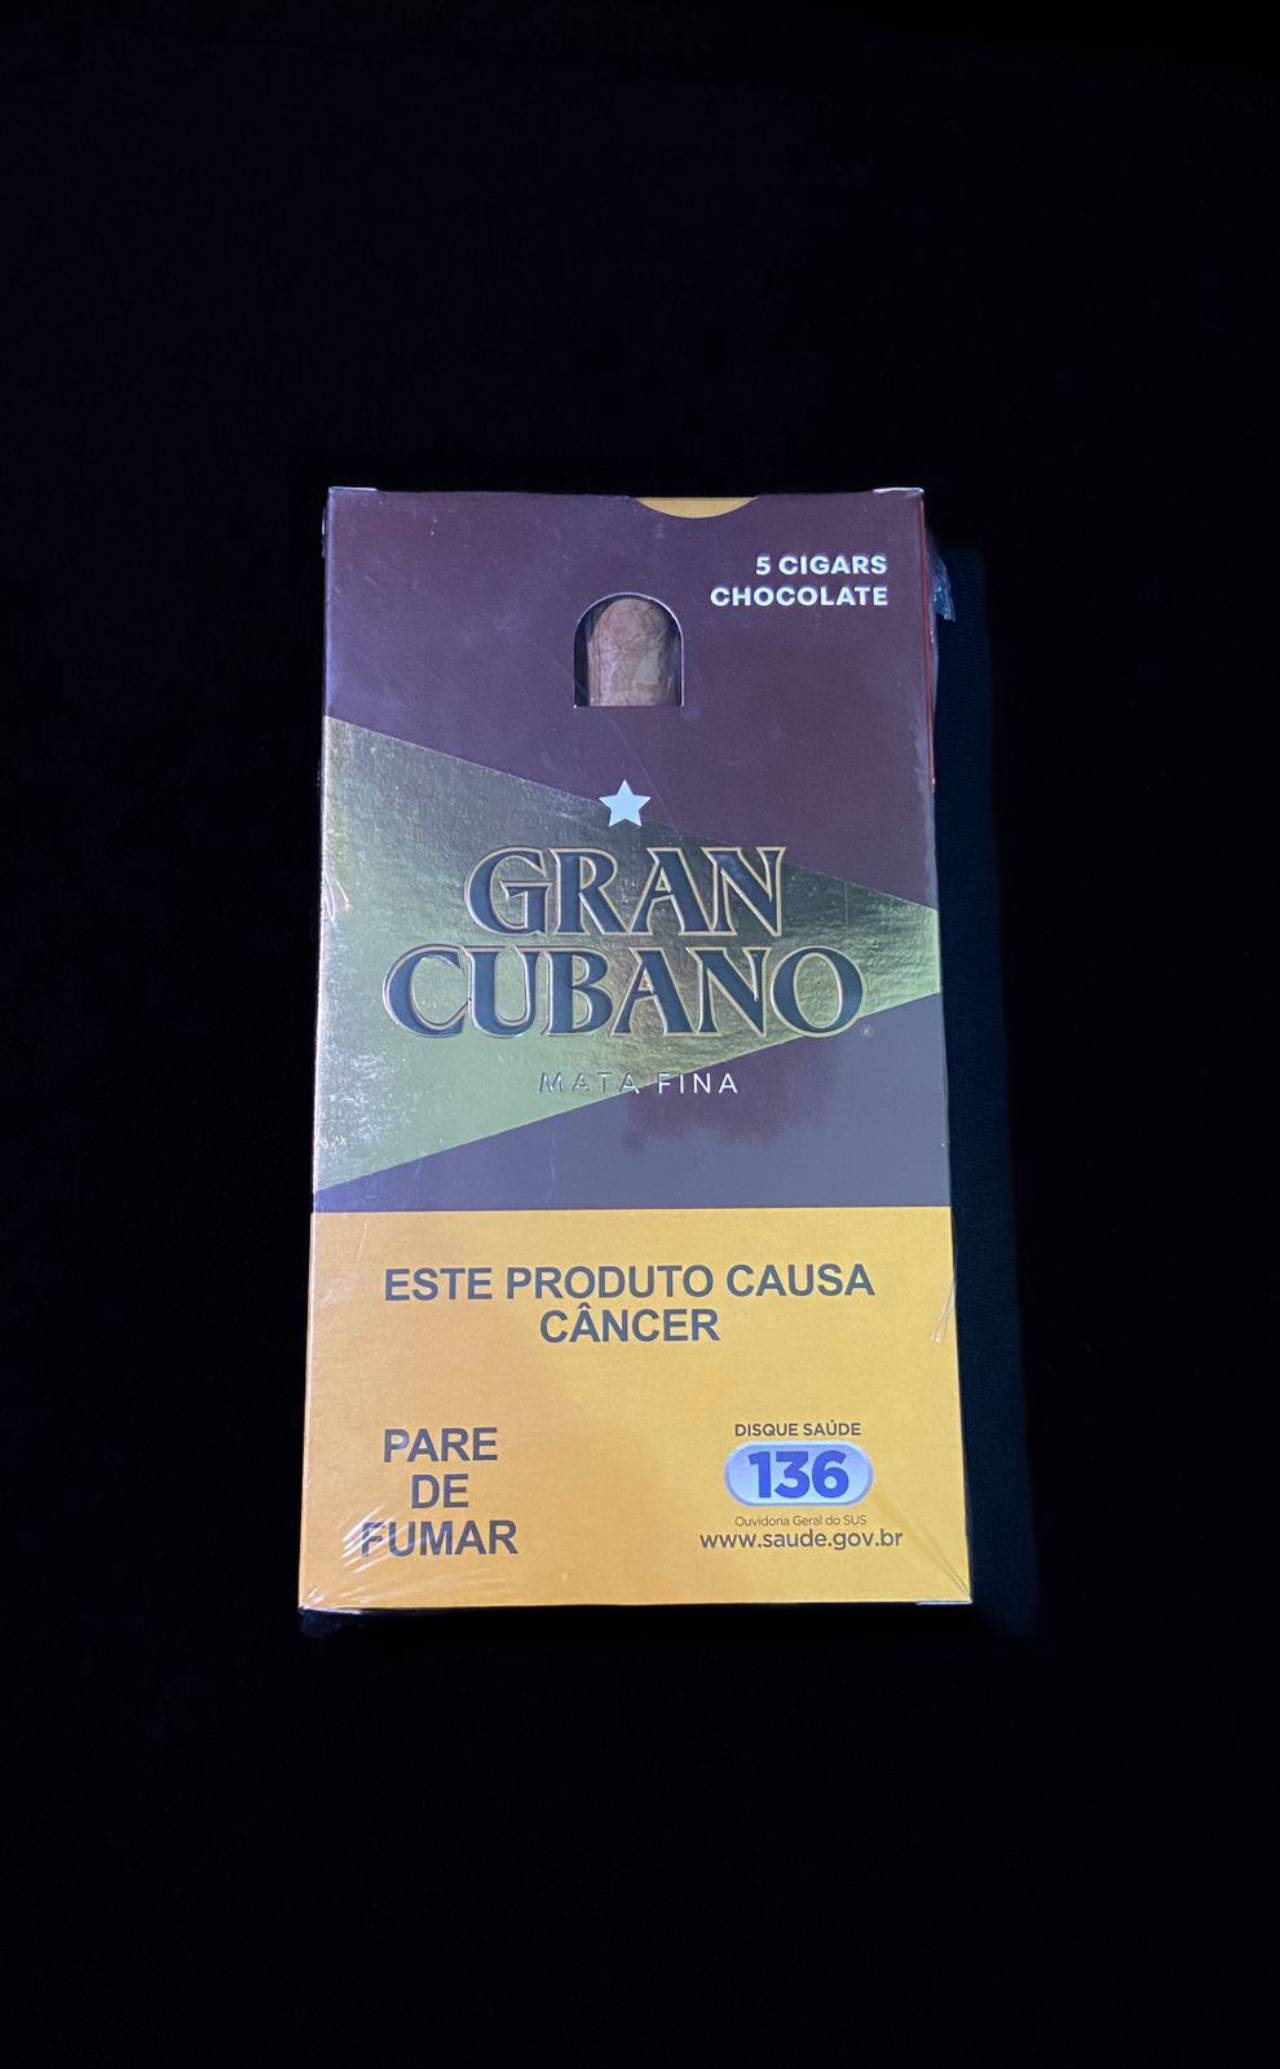 5 CIGARS
CHOCOLATE
GRAN
CUBANO®
MATA FINA
ESTE PRODUTO CAUSA
CÂNCER
PARE
DE
FUMAR
DISQUE SAÚDE
136
Ouvidoria Geral do SUS
www.saude.gov.br